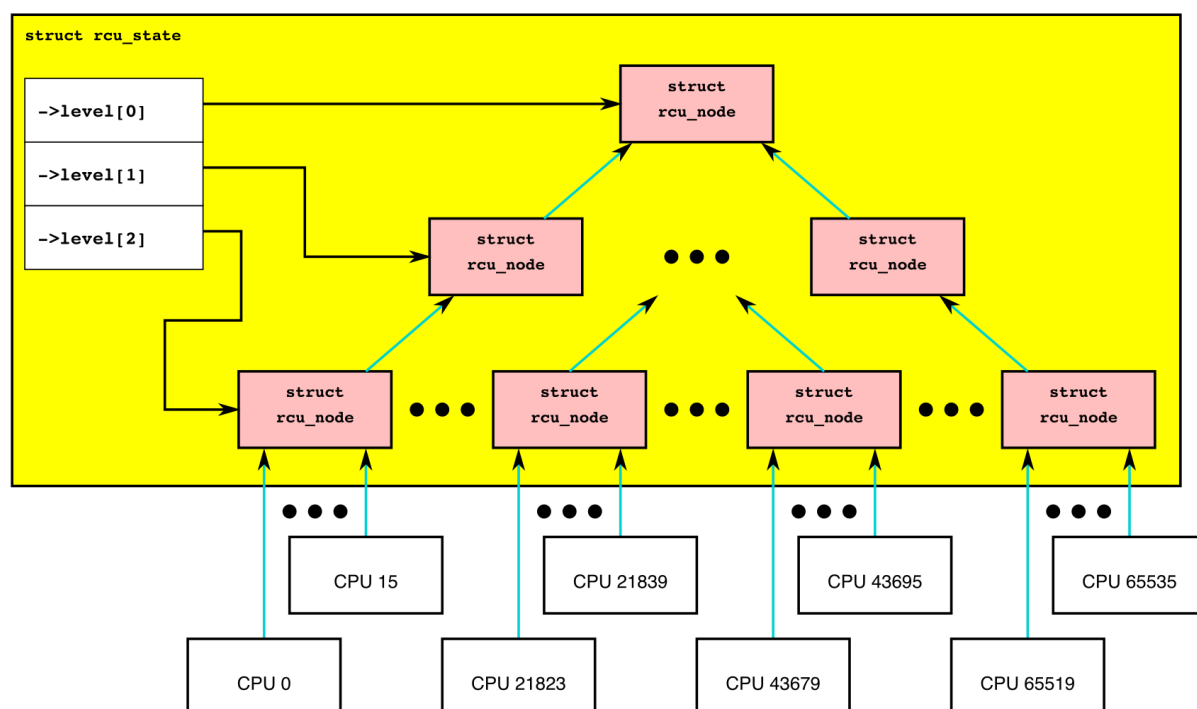 struct rcu_state
->level[0]
->level[1]
->level[2]
struct
rcu_node
struct
rcu_node
struct
rcu_node
struct
rcu_node
struct
rcu_node
struct
rcu_node
struct
rcu_node
CPU 15
CPU 21839
CPU 43695
CPU 65535
CPU 0
CPU 21823
CPU 43679
CPU 65519